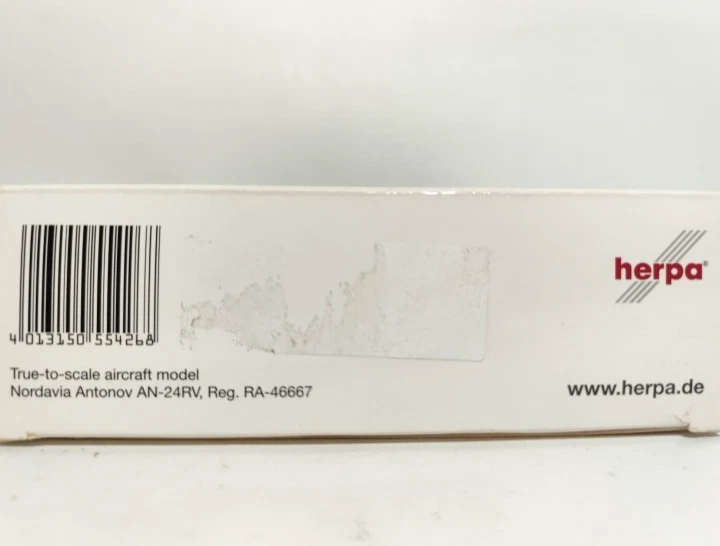 herpa®
4 013150 554268
True-to-scale aircraft model
Nordavia Antonov AN-24RV, Reg. RA-46667
www.herpa.de